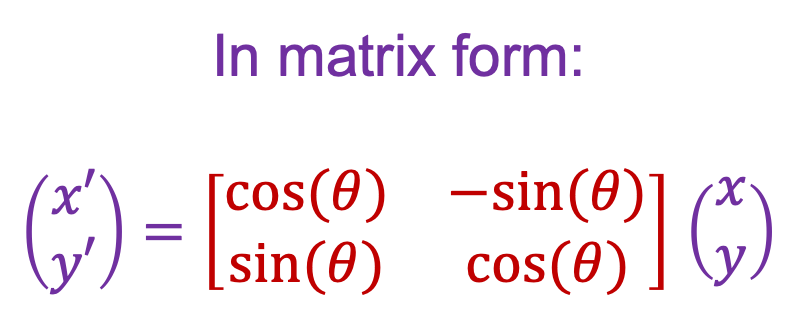 In matrix form:
(x′ y′) = [cos(θ) −sin(θ) sin(θ) cos(θ)] (x y)